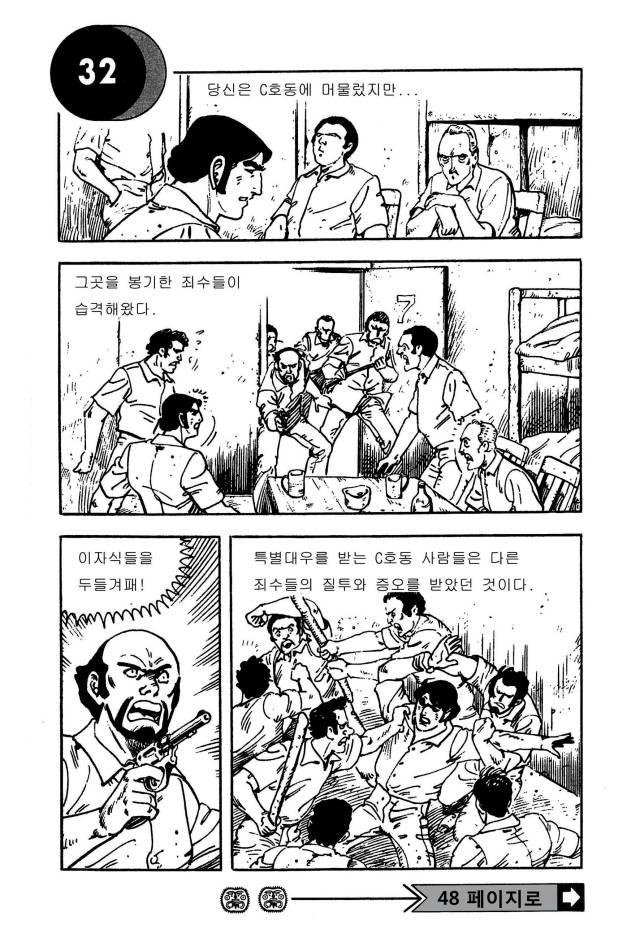 32
당신은 C호동에 머물렀지만...
그곳을 봉기한 죄수들이
습격해왔다.
7
이자식들을
두들겨패!
특별대우를 받는 C호동 사람들은 다른
죄수들의 질투와 증오를 받았던 것이다.
48 페이지로